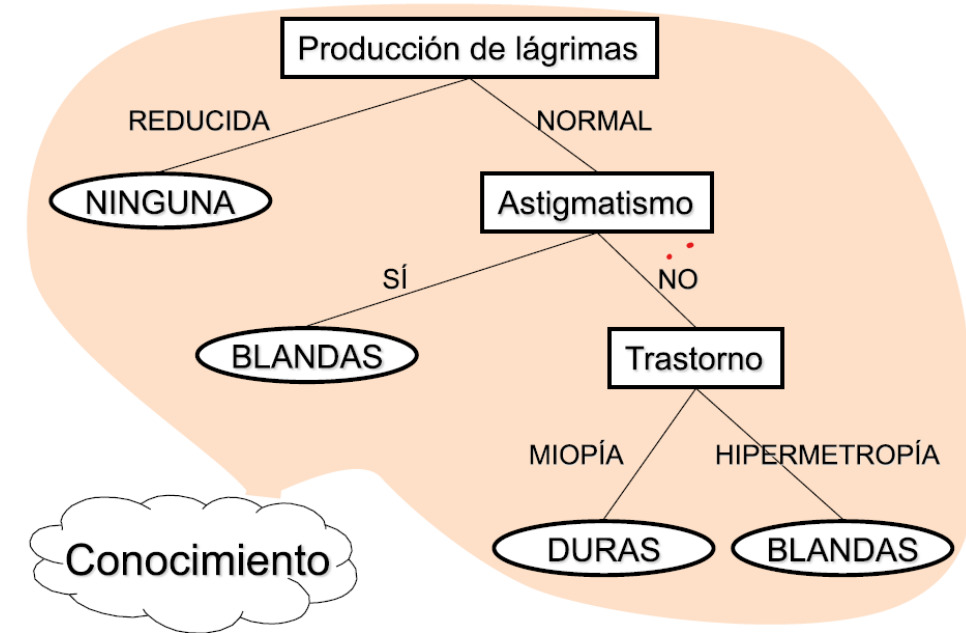 Producción de lágrimas
REDUCIDA
NORMAL
NINGUNA
Astigmatismo
SÍ
NO
BLANDAS
Trastorno
MIOPÍA
HIPERMETROPÍA
DURAS
BLANDAS
Conocimiento